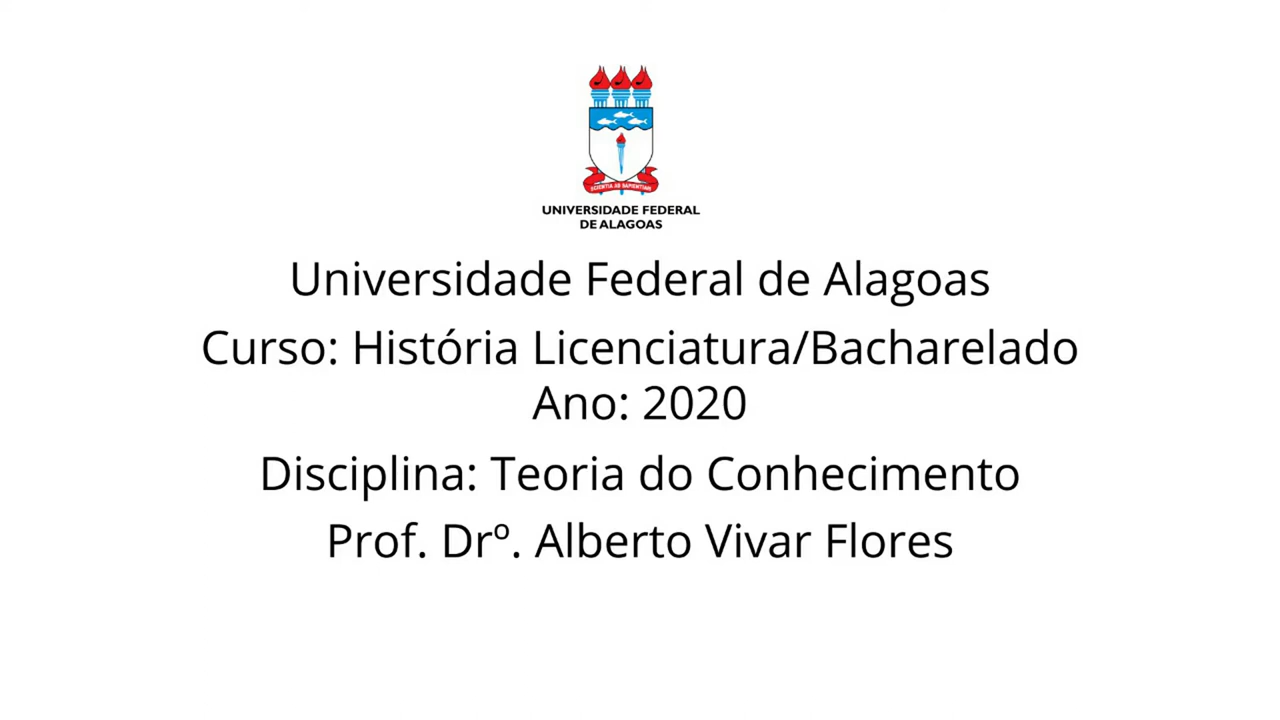 SCIENTIA AD SAPIENTIAM
UNIVERSIDADE FEDERAL
DE ALAGOAS
Universidade Federal de Alagoas
Curso: História Licenciatura/Bacharelado
Ano: 2020
Disciplina: Teoria do Conhecimento
Prof. Drº. Alberto Vivar Flores